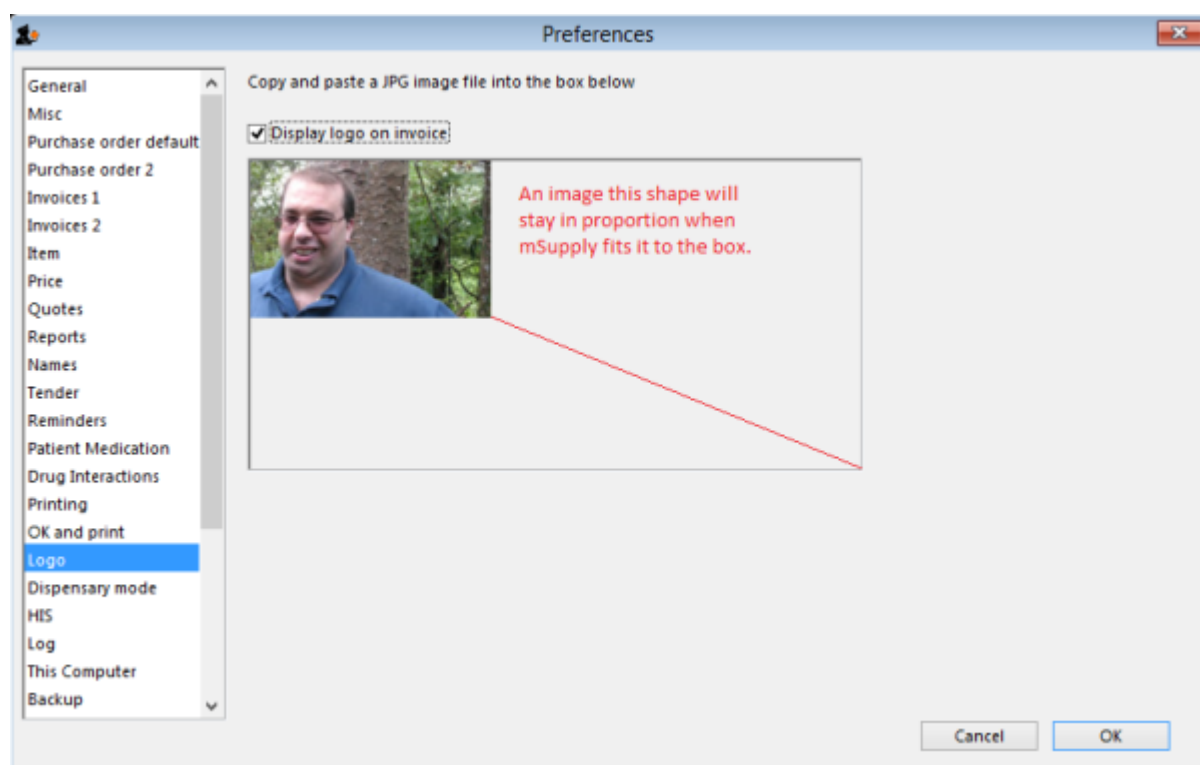 Preferences
General
Misc
Purchase order default
Purchase order 2
Invoices 1
Invoices 2
Item
Price
Quotes
Reports
Names
Tender
Reminders
Patient Medication
Drug Interactions
Printing
OK and print
Logo
Dispensary mode
HIS
Log
This Computer
Backup
Copy and paste a JPG image file into the box below
Display logo on invoice
An image this shape will
stay in proportion when
mSupply fits it to the box.
Cancel
OK